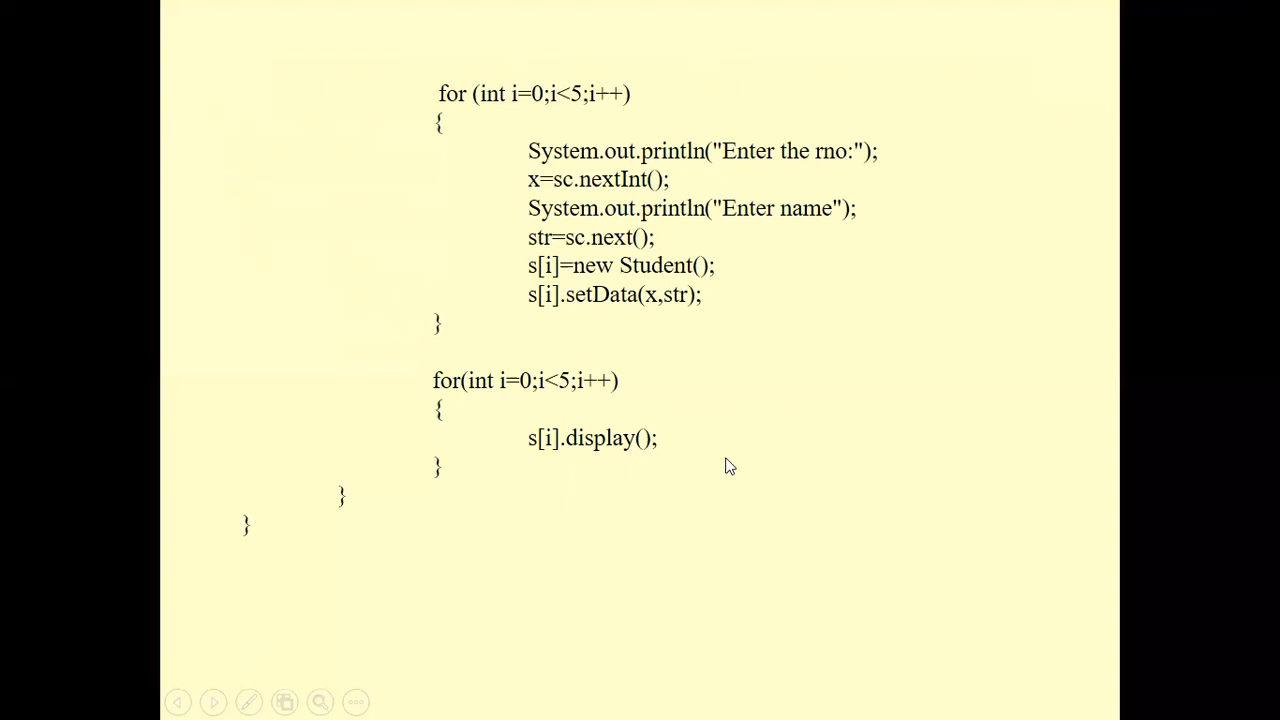 for (int i=0;i<5;i++)
{
System.out.println("Enter the rno:");
x=sc.nextInt();
System.out.println("Enter name");
str=sc.next();
s[i]=new Student();
s[i].setData(x,str);
}
for(int i=0;i<5;i++)
{
s[i].display();
}
}
}